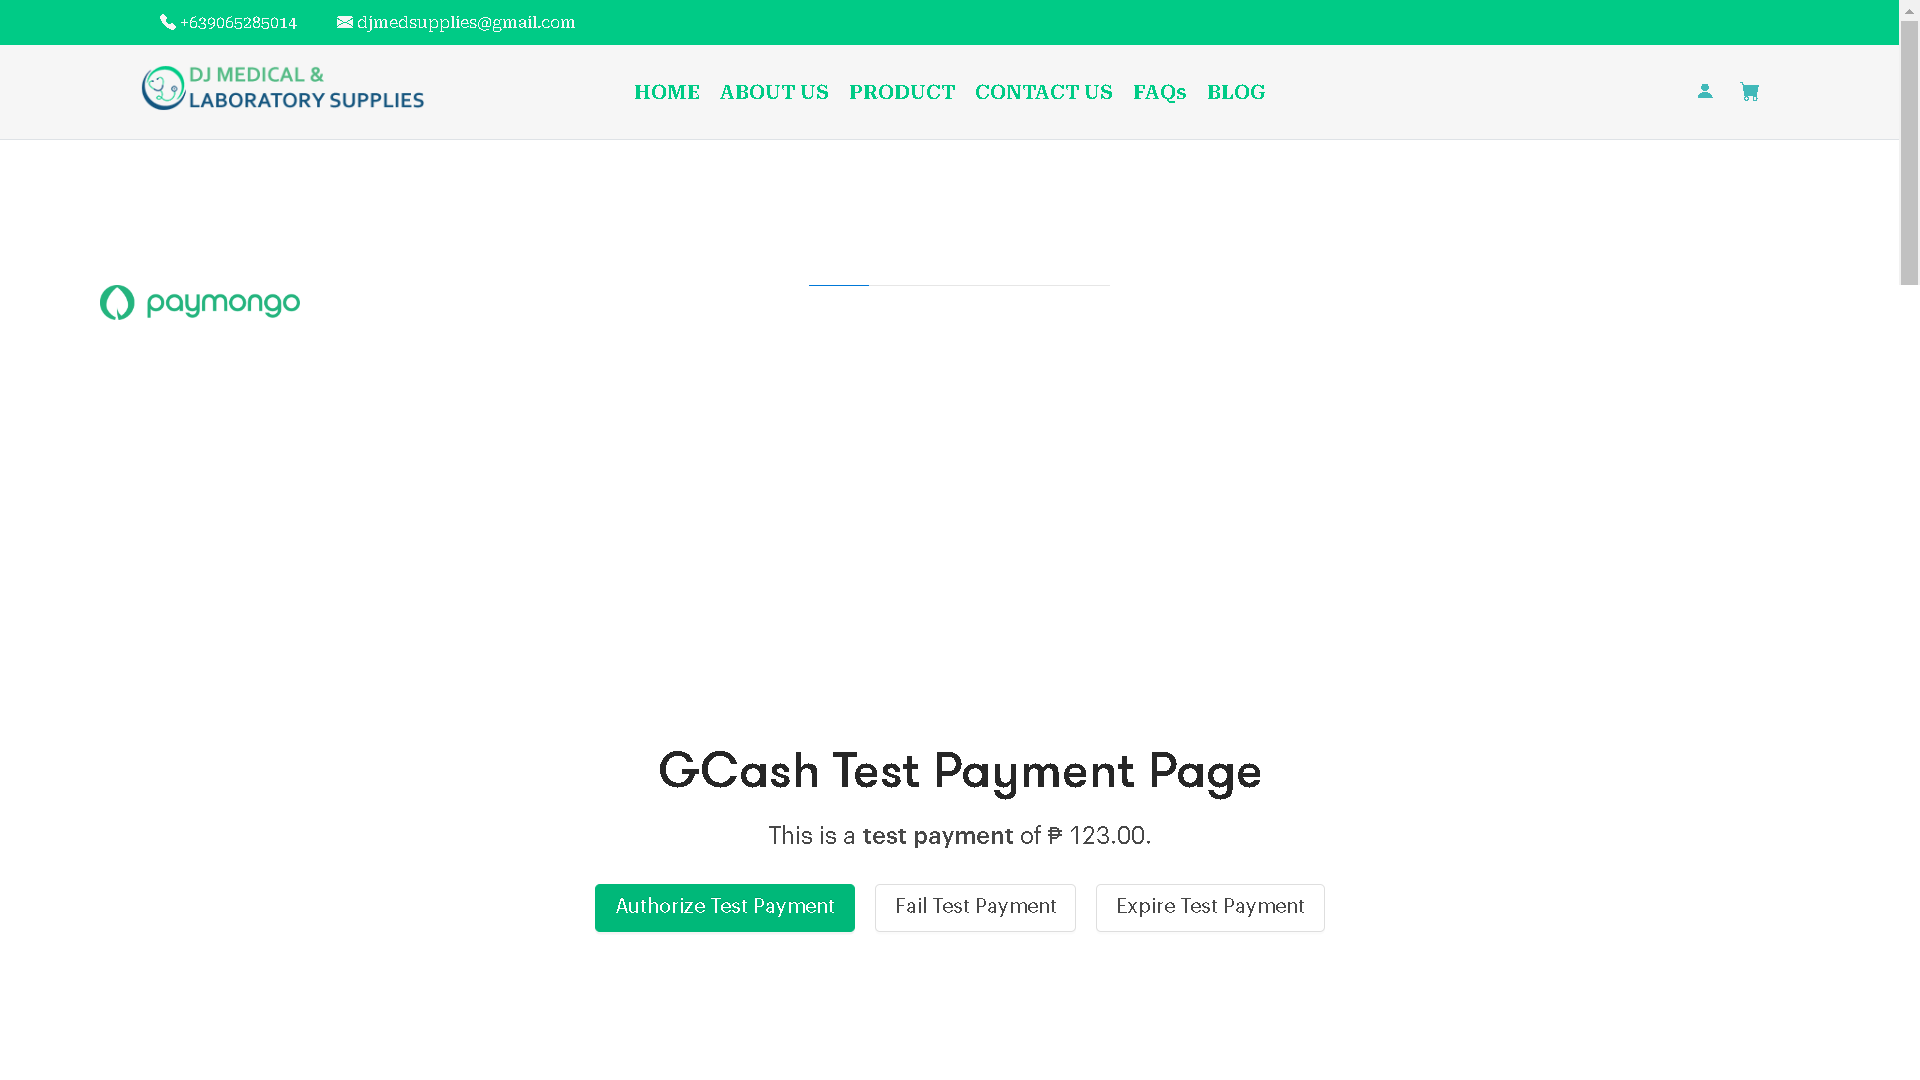 +639065285014 djmedsupplies@gmail.com
DJ MEDICAL &
LABORATORY SUPPLIES
HOME ABOUT US PRODUCT CONTACT US FAQs BLOG
paymongo
GCash Test Payment Page
This is a test payment of ₱ 123.00.
Authorize Test Payment Fail Test Payment Expire Test Payment